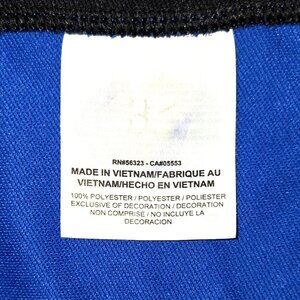 RN#56323 - CA#05553
MADE IN VIETNAM/FABRIQUE AU
VIETNAM/HECHO EN VIETNAM
100% POLYESTER / POLYESTER / POLIESTER
EXCLUSIVE OF DECORATION / DECORATION
NON COMPRISE / NO INCLUYE LA
DECORACION